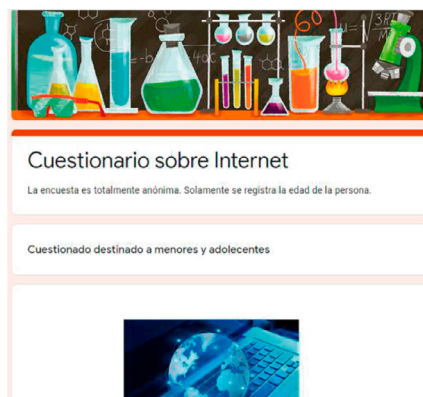 Cuestionario sobre Internet
La encuesta es totalmente anónima. Solamente se registra la edad de la persona.
Cuestionado destinado a menores y adolecentes